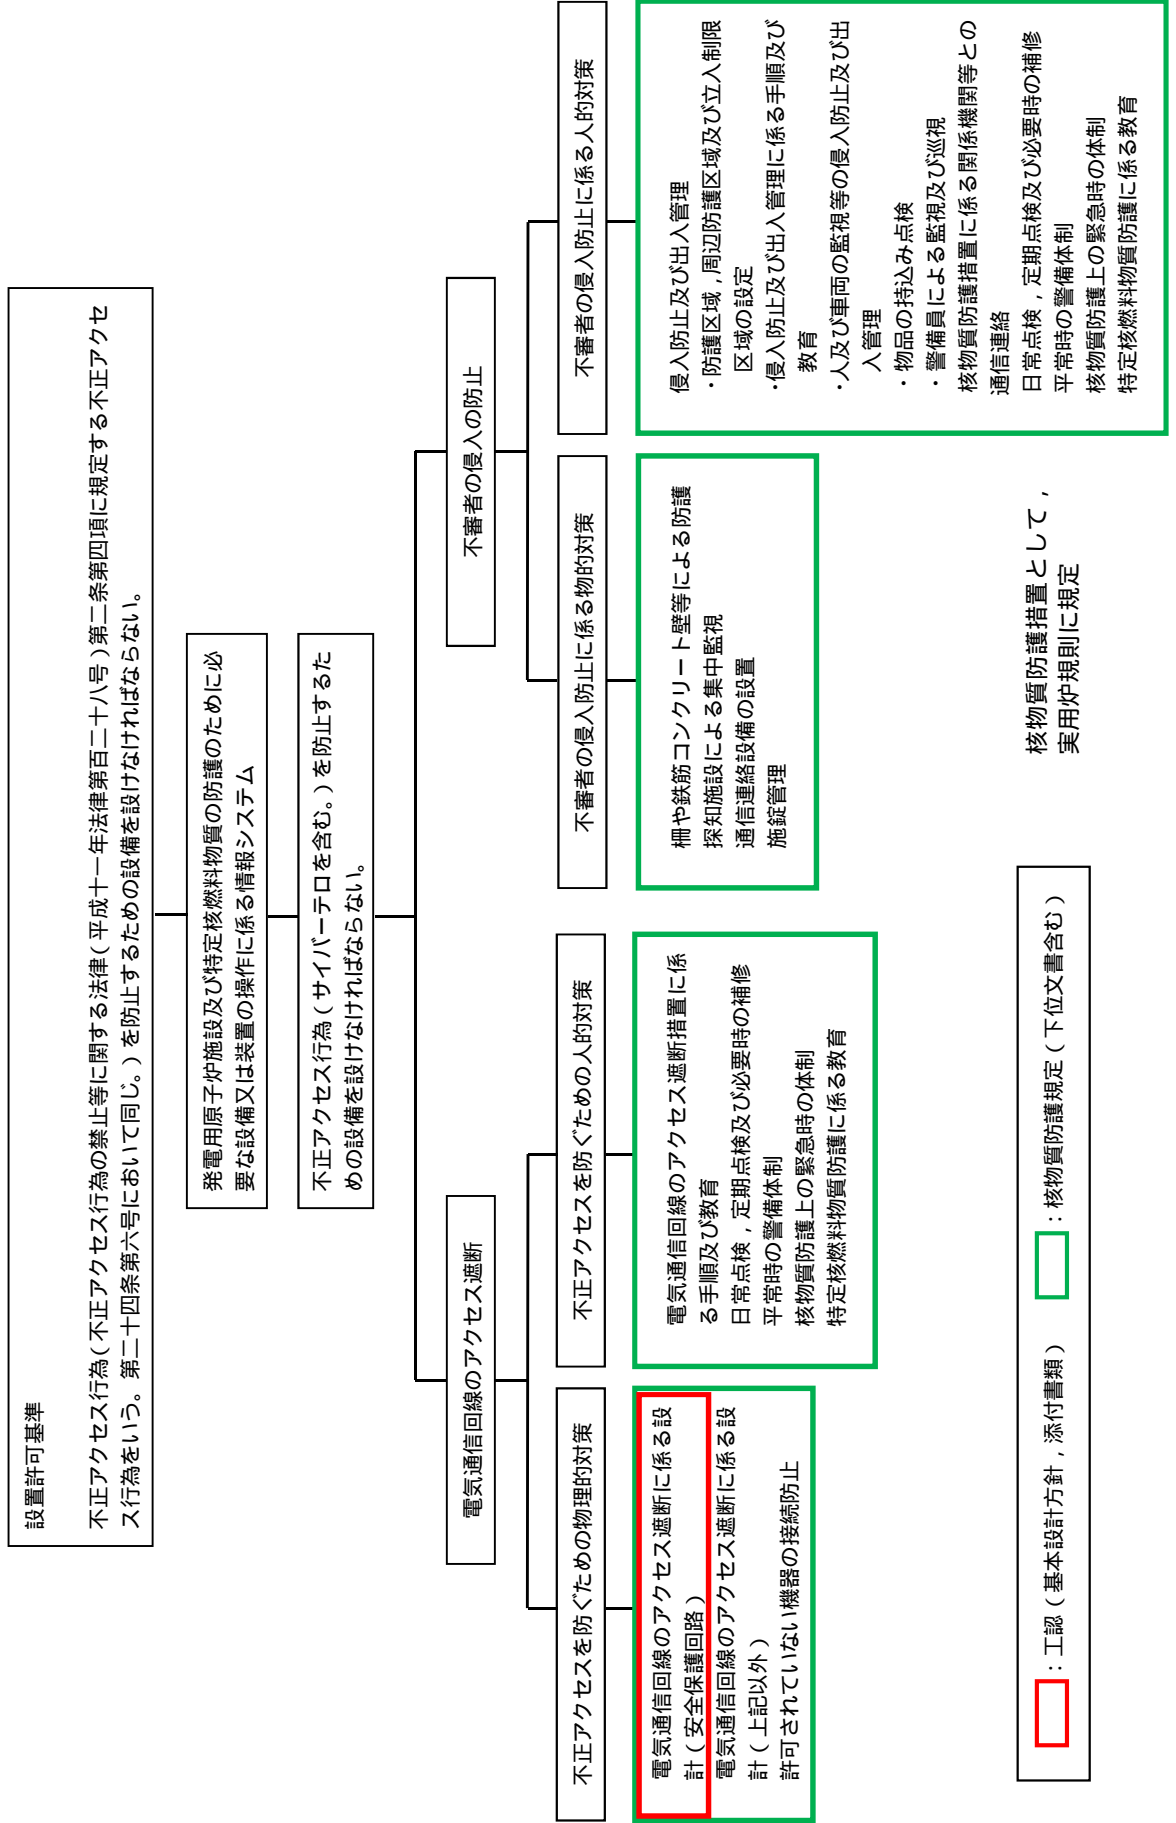 設置許可基準
不正アクセス行為(不正アクセス行為の禁止等に関する法律(平成十一年法律第百二十八号)第二条第四項に規定する不正アクセ
ス行為をいう。第二十四条第六号において同じ。)を防止するための設備を設けなければならない。
発電用原子炉施設及び特定核燃料物質の防護のために必
要な設備又は装置の操作に係る情報システム
不正アクセス行為(サイバーテロを含む。)を防止するた
めの設備を設けなければならない。
電気通信回線のアクセス遮断
不審者の侵入の防止
不正アクセスを防ぐための物理的対策
不正アクセスを防ぐための人的対策
不審者の侵入防止に係る物的対策
不審者の侵入防止に係る人的対策
電気通信回線のアクセス遮断に係る設
計(安全保護回路)
電気通信回線のアクセス遮断に係る設
計(上記以外)
許可されていない機器の接続防止
電気通信回線のアクセス遮断措置に係
る手順及び教育
日常点検,定期点検及び必要時の補修
平常時の警備体制
核物質防護上の緊急時の体制
特定核燃料物質防護に係る教育
柵や鉄筋コンクリート壁等による防護
探知施設による集中監視
通信連絡設備の設置
施錠管理
侵入防止及び出入管理
・防護区域,周辺防護区域及び立入制限
区域の設定
・侵入防止及び出入管理に係る手順及び
教育
・人及び車両の監視等の侵入防止及び出
入管理
・物品の持込み点検
・警備員による監視及び巡視
核物質防護措置に係る関係機関等との
通信連絡
日常点検,定期点検及び必要時の補修
平常時の警備体制
核物質防護上の緊急時の体制
特定核燃料物質防護に係る教育
核物質防護措置として,
実用炉規則に規定
:工認(基本設計方針,添付書類)
:核物質防護規定(下位文書含む)